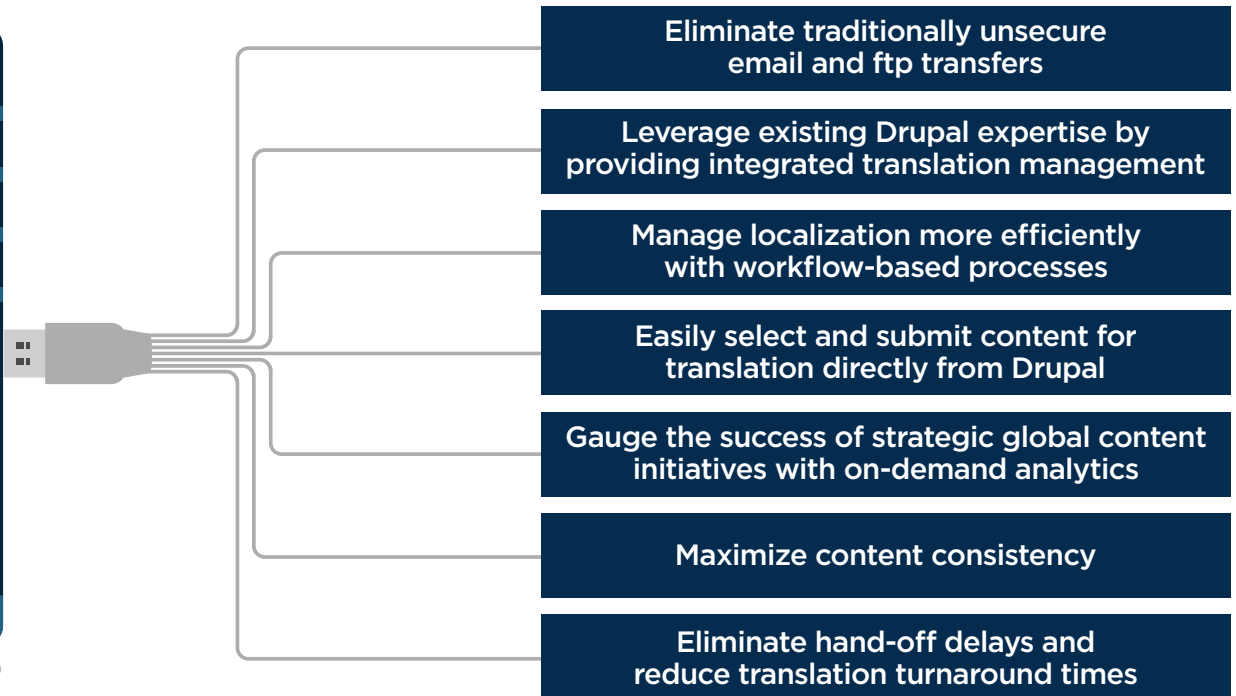 Eliminate traditionally unsecure
email and ftp transfers
Leverage existing Drupal expertise by
providing integrated translation management
Manage localization more efficiently
with workflow-based processes
Easily select and submit content for
translation directly from Drupal
Gauge the success of strategic global content
initiatives with on-demand analytics
Maximize content consistency
Eliminate hand-off delays and
reduce translation turnaround times